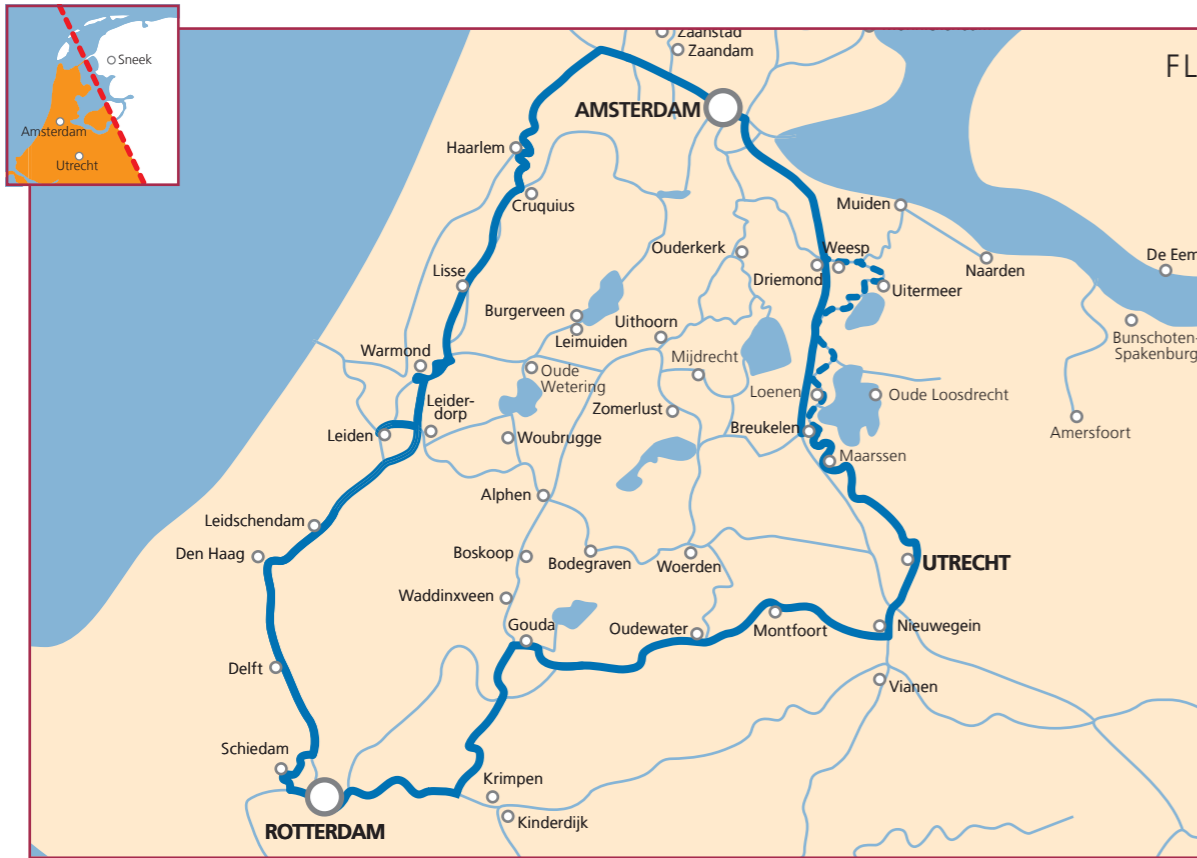 Sneek
Amsterdam
Utrecht
Zaanstad
Zaandam
FL
AMSTERDAM
Haarlem
Cruquius
Muiden
Ouderkerk
Weesp
Driemond
Naarden
De Eem
Lisse
Uitermeer
Burgerveen
Uithoorn
Leimuiden
Bunschoten-
Spakenburg
Warmond
Mijdrecht
Oude
Wetering
Leider-
dorp
Loenen
Oude Loosdrecht
Zomerlust
Amersfoort
Leiden
Woubrugge
Breukelen
Maarssen
Alphen
Leidschendam
Den Haag
Boskoop
Bodegraven
Woerden
UTRECHT
Waddinxveen
Gouda
Oudewater
Montfoort
Nieuwegein
Delft
Vianen
Schiedam
Krimpen
Kinderdijk
ROTTERDAM